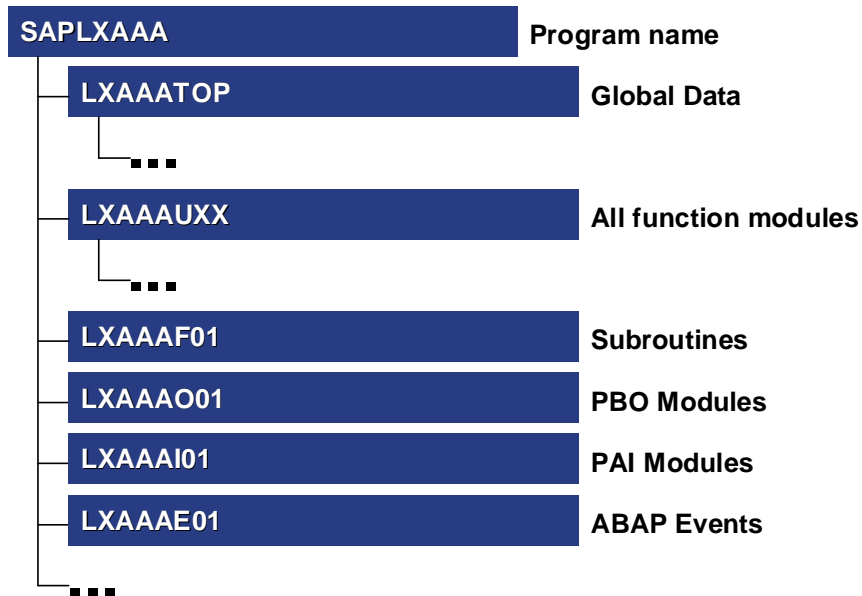 SAPLXAAA Program name
LXAAATOP Global Data
...
LXAAAUXX All function modules
...
LXAAAF01 Subroutines
LXAAAO01 PBO Modules
LXAAAI01 PAI Modules
LXAAAE01 ABAP Events
...